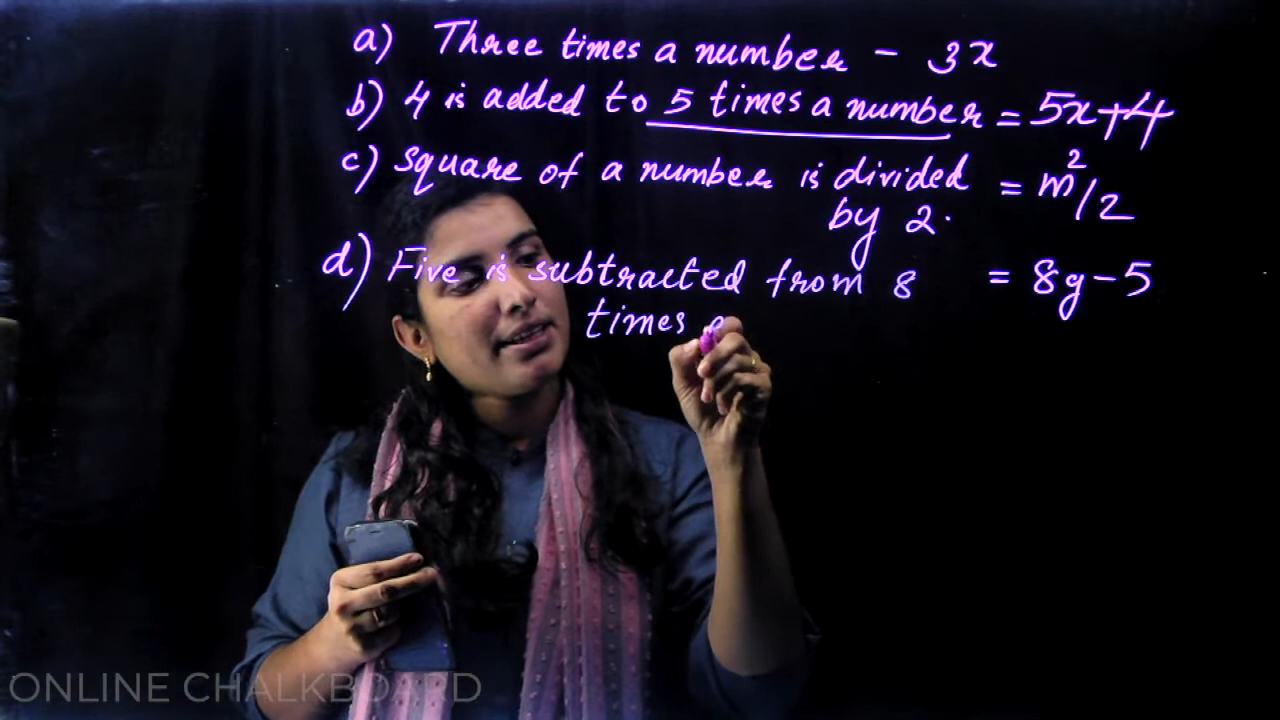 a) Three times a number - 3x
b) 4 is added to 5 times a number = 5x+4
c) Square of a number is divided = m²/2
by 2.
d) Five is subtracted from 8 = 8y-5
times
ONLINE CHALKBOARD